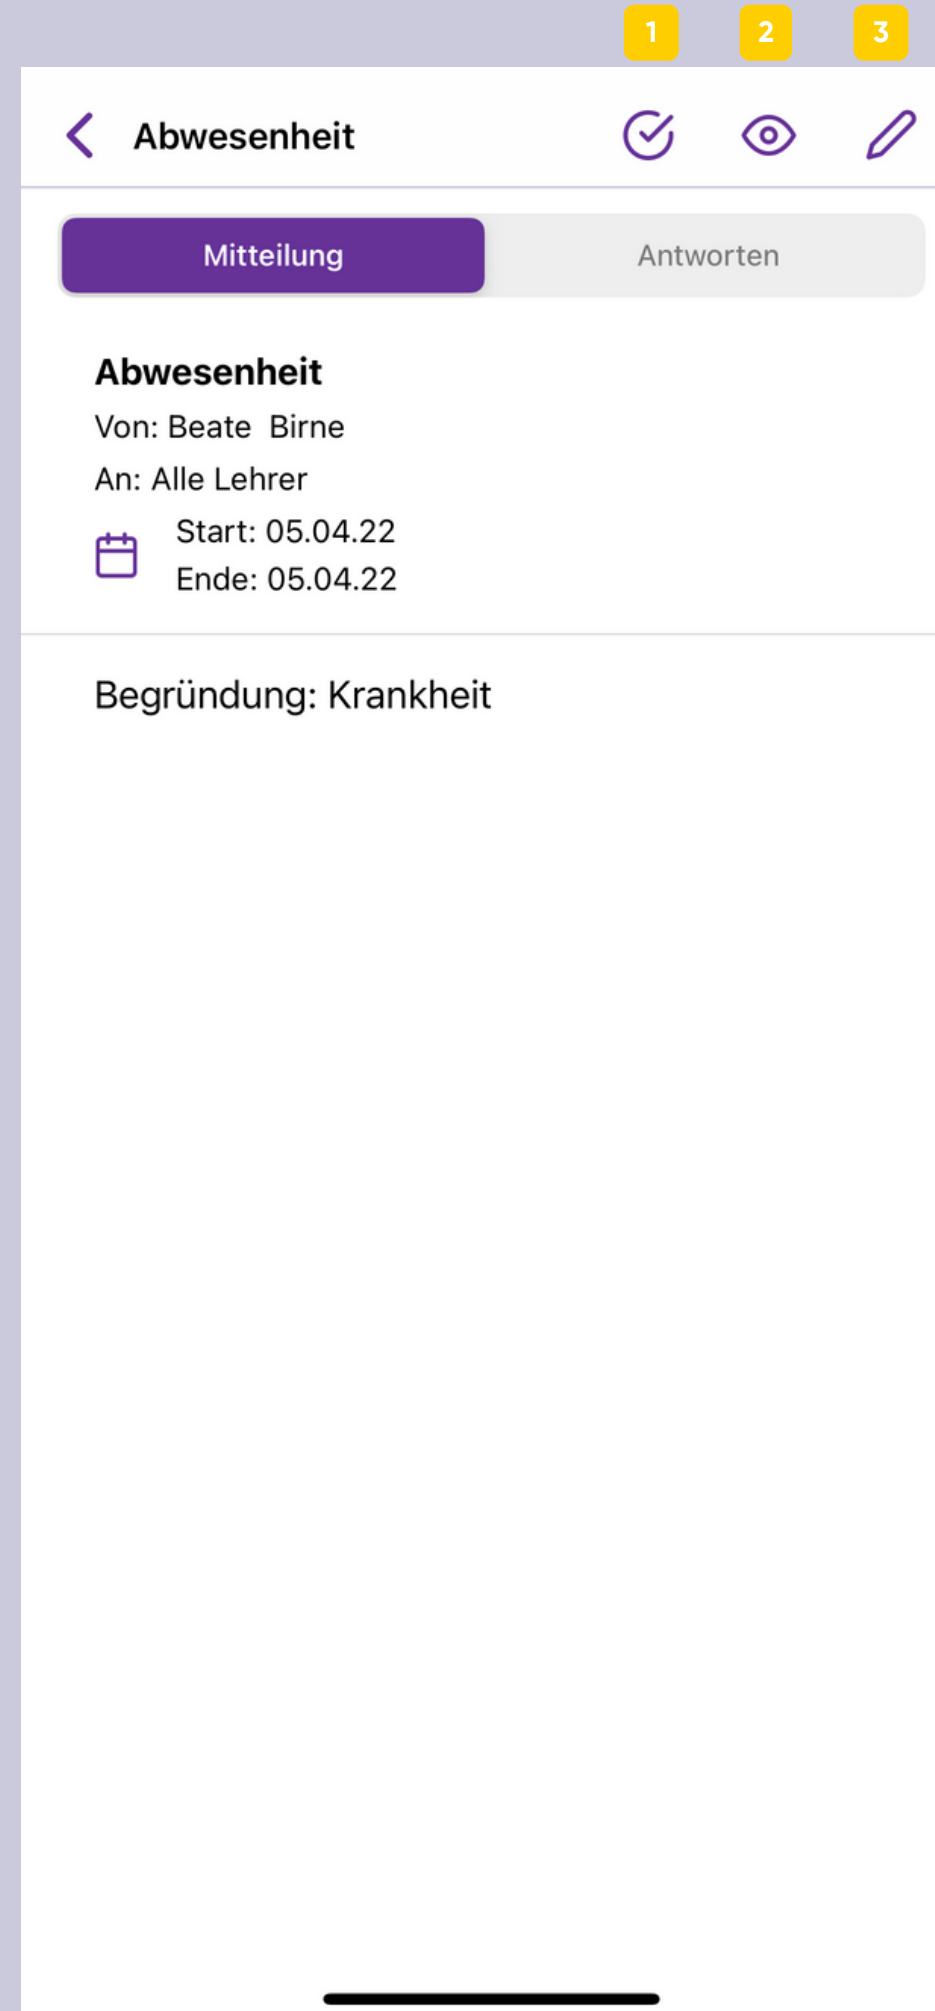 1 2 3
Abwesenheit
Mitteilung Antworten
Abwesenheit
Von: Beate  Birne
An: Alle Lehrer
Start: 05.04.22
Ende: 05.04.22
Begründung: Krankheit